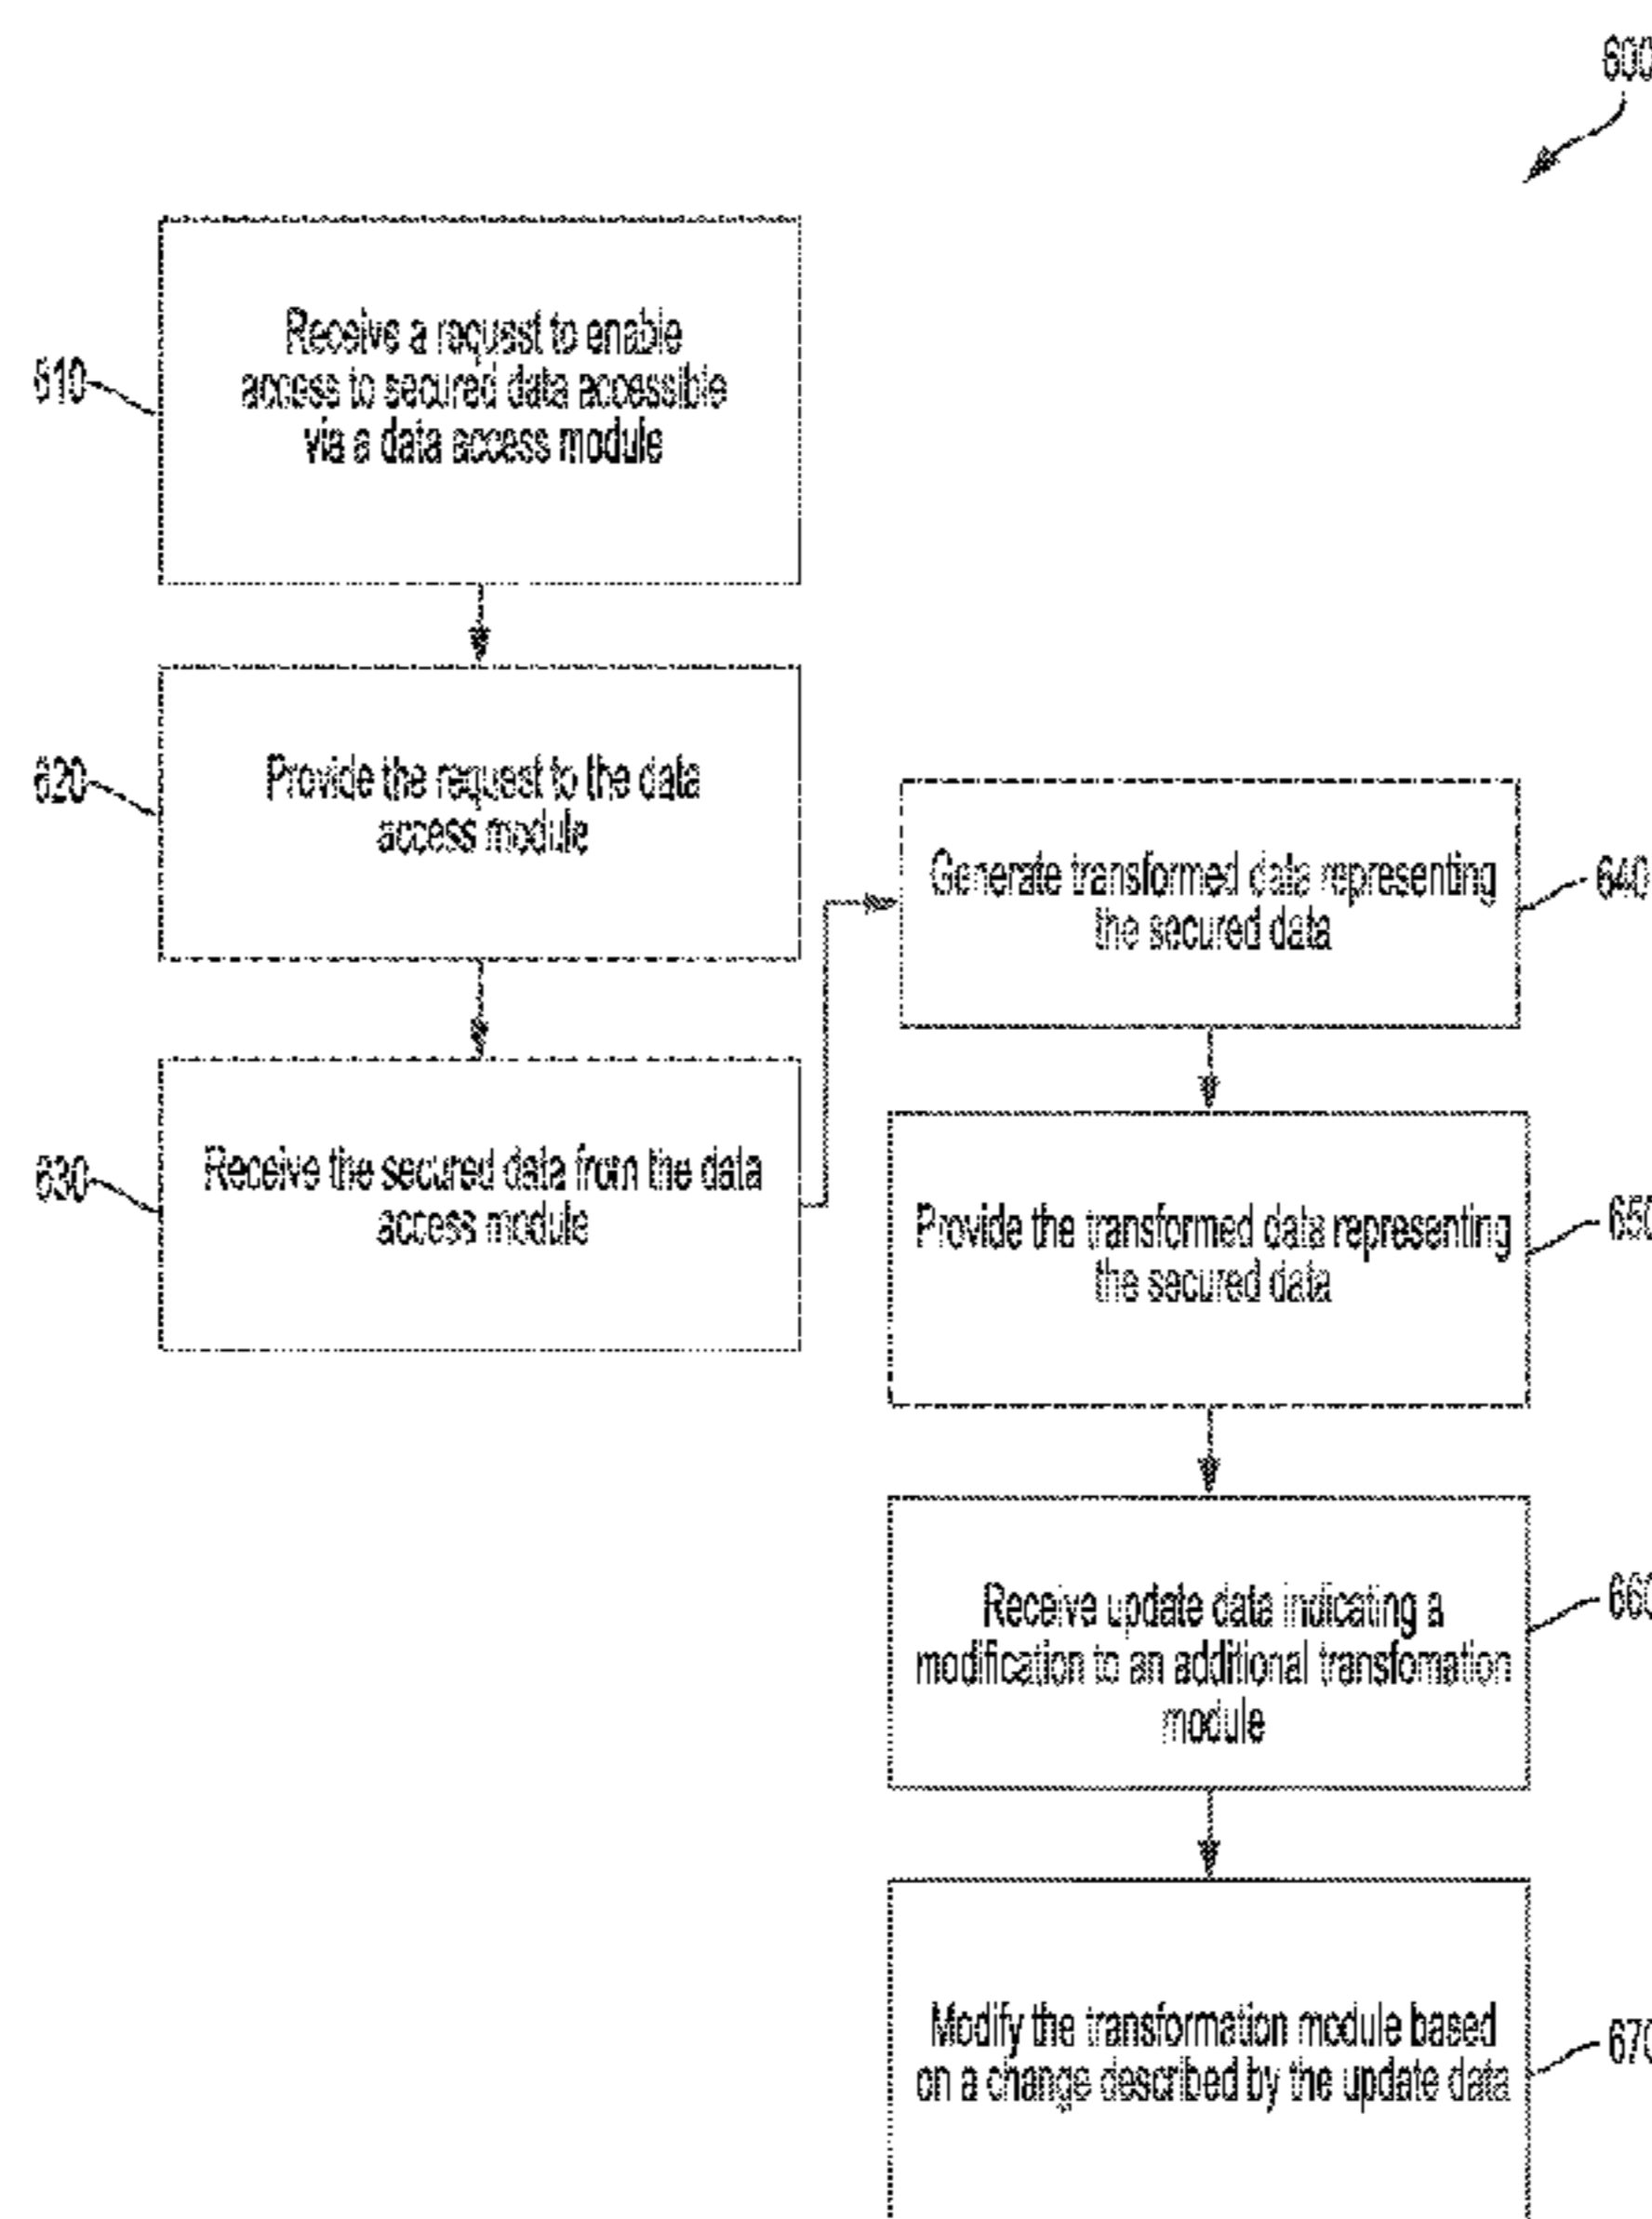 600
610
Receive a request to enable
access to secured data accessible
via a data access module
620
Provide the request to the data
access module
630
Receive the secured data from the data
access module
640
Generate transformed data representing
the secured data
650
Provide the transformed data representing
the secured data
660
Receive update data indicating a
modification to an additional transfomation
module
670
Modify the transformation module based
on a change described by the update data